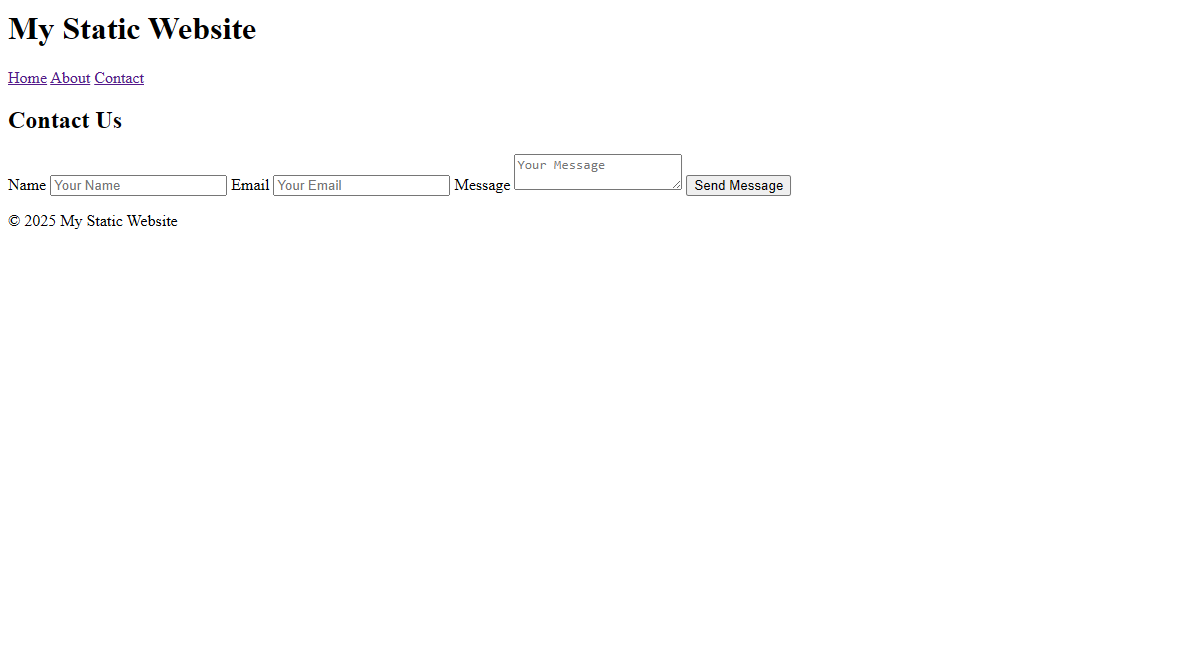 My Static Website
Home About Contact
Contact Us
Name Your Name Email Your Email Message Your Message Send Message
© 2025 My Static Website